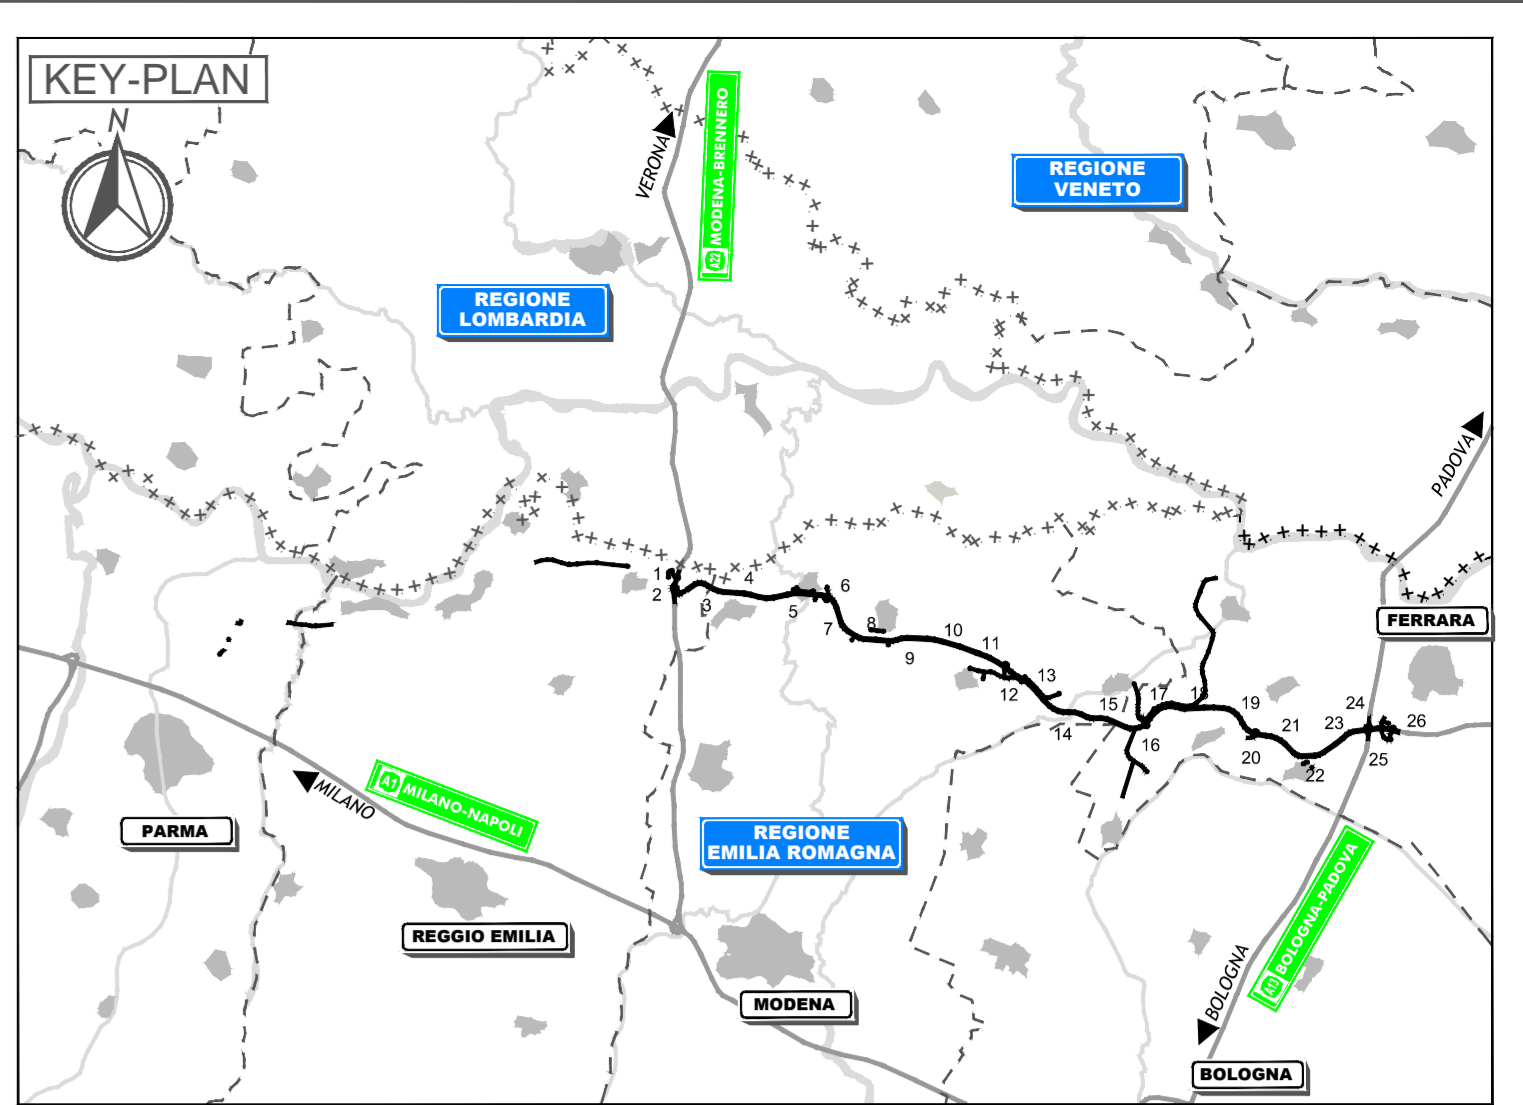 KEY-PLAN
N
VERONA
A22 MODENA-BRENNERO
REGIONE
VENETO
REGIONE
LOMBARDIA
PADOVA
1
2
3
4
5
6
7
8
9
10
11
12
13
14
15
16
17
18
19
20
21
22
23
24
25
26
FERRARA
MILANO
A1 MILANO-NAPOLI
PARMA
REGIONE
EMILIA ROMAGNA
REGGIO EMILIA
MODENA
A13 BOLOGNA-PADOVA
BOLOGNA
BOLOGNA